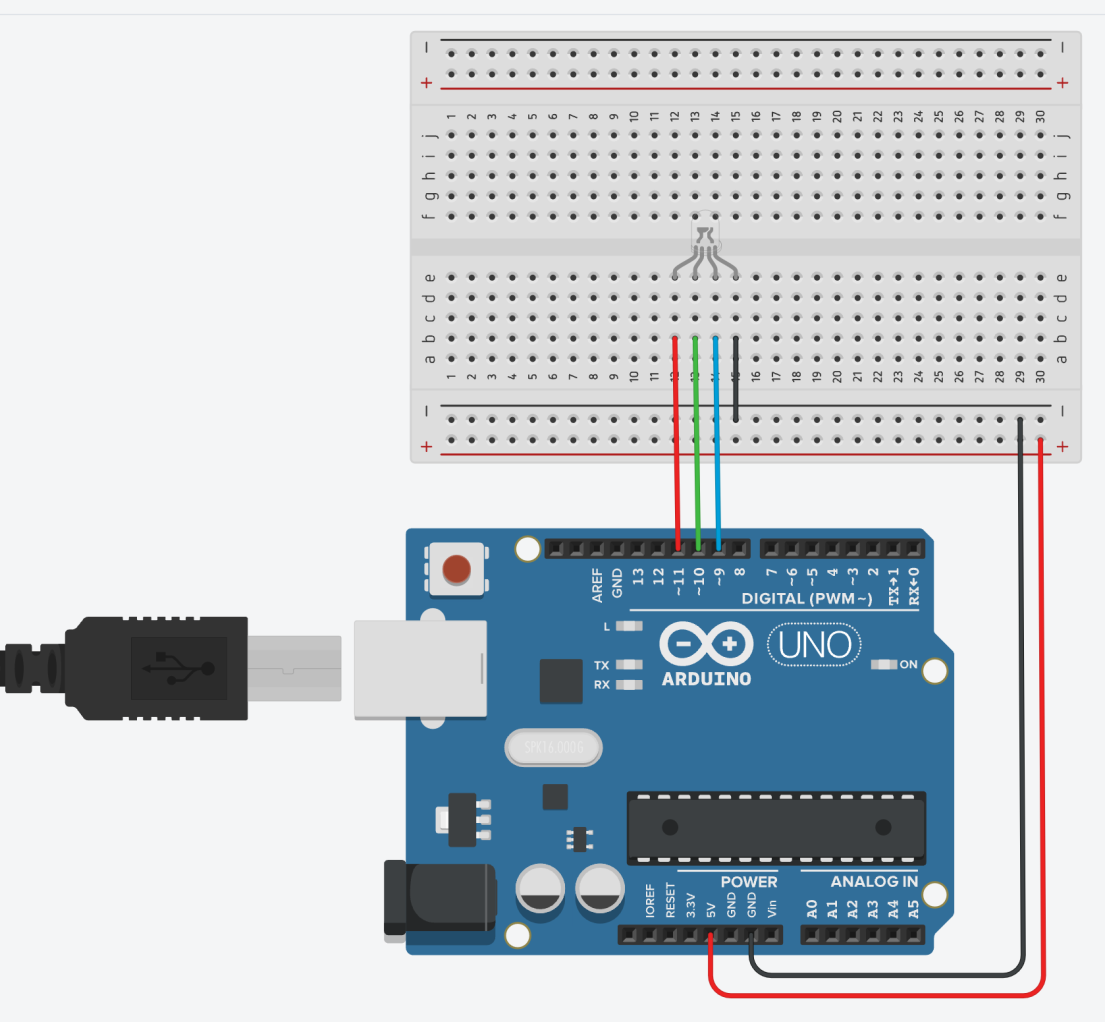 − −
+ +
1 2 3 4 5 6 7 8 9 10 11 12 13 14 15 16 17 18 19 20 21 22 23 24 25 26 27 28 29 30
j j
i i
h h
g g
f f
e e
d d
c c
b b
a a
1 2 3 4 5 6 7 8 9 10 11 12 13 14 15 16 17 18 19 20 21 22 23 24 25 26 27 28 29 30
− −
+ +
AREF GND 13 12 ~11 ~10 ~9 8 7 ~6 ~5 4 ~3 2 TX→1 RX←0
DIGITAL (PWM~)
L
UNO
TX
ON
RX
ARDUINO
SPK16.000G
POWER ANALOG IN
IOREF RESET 3.3V 5V GND GND Vin A0 A1 A2 A3 A4 A5